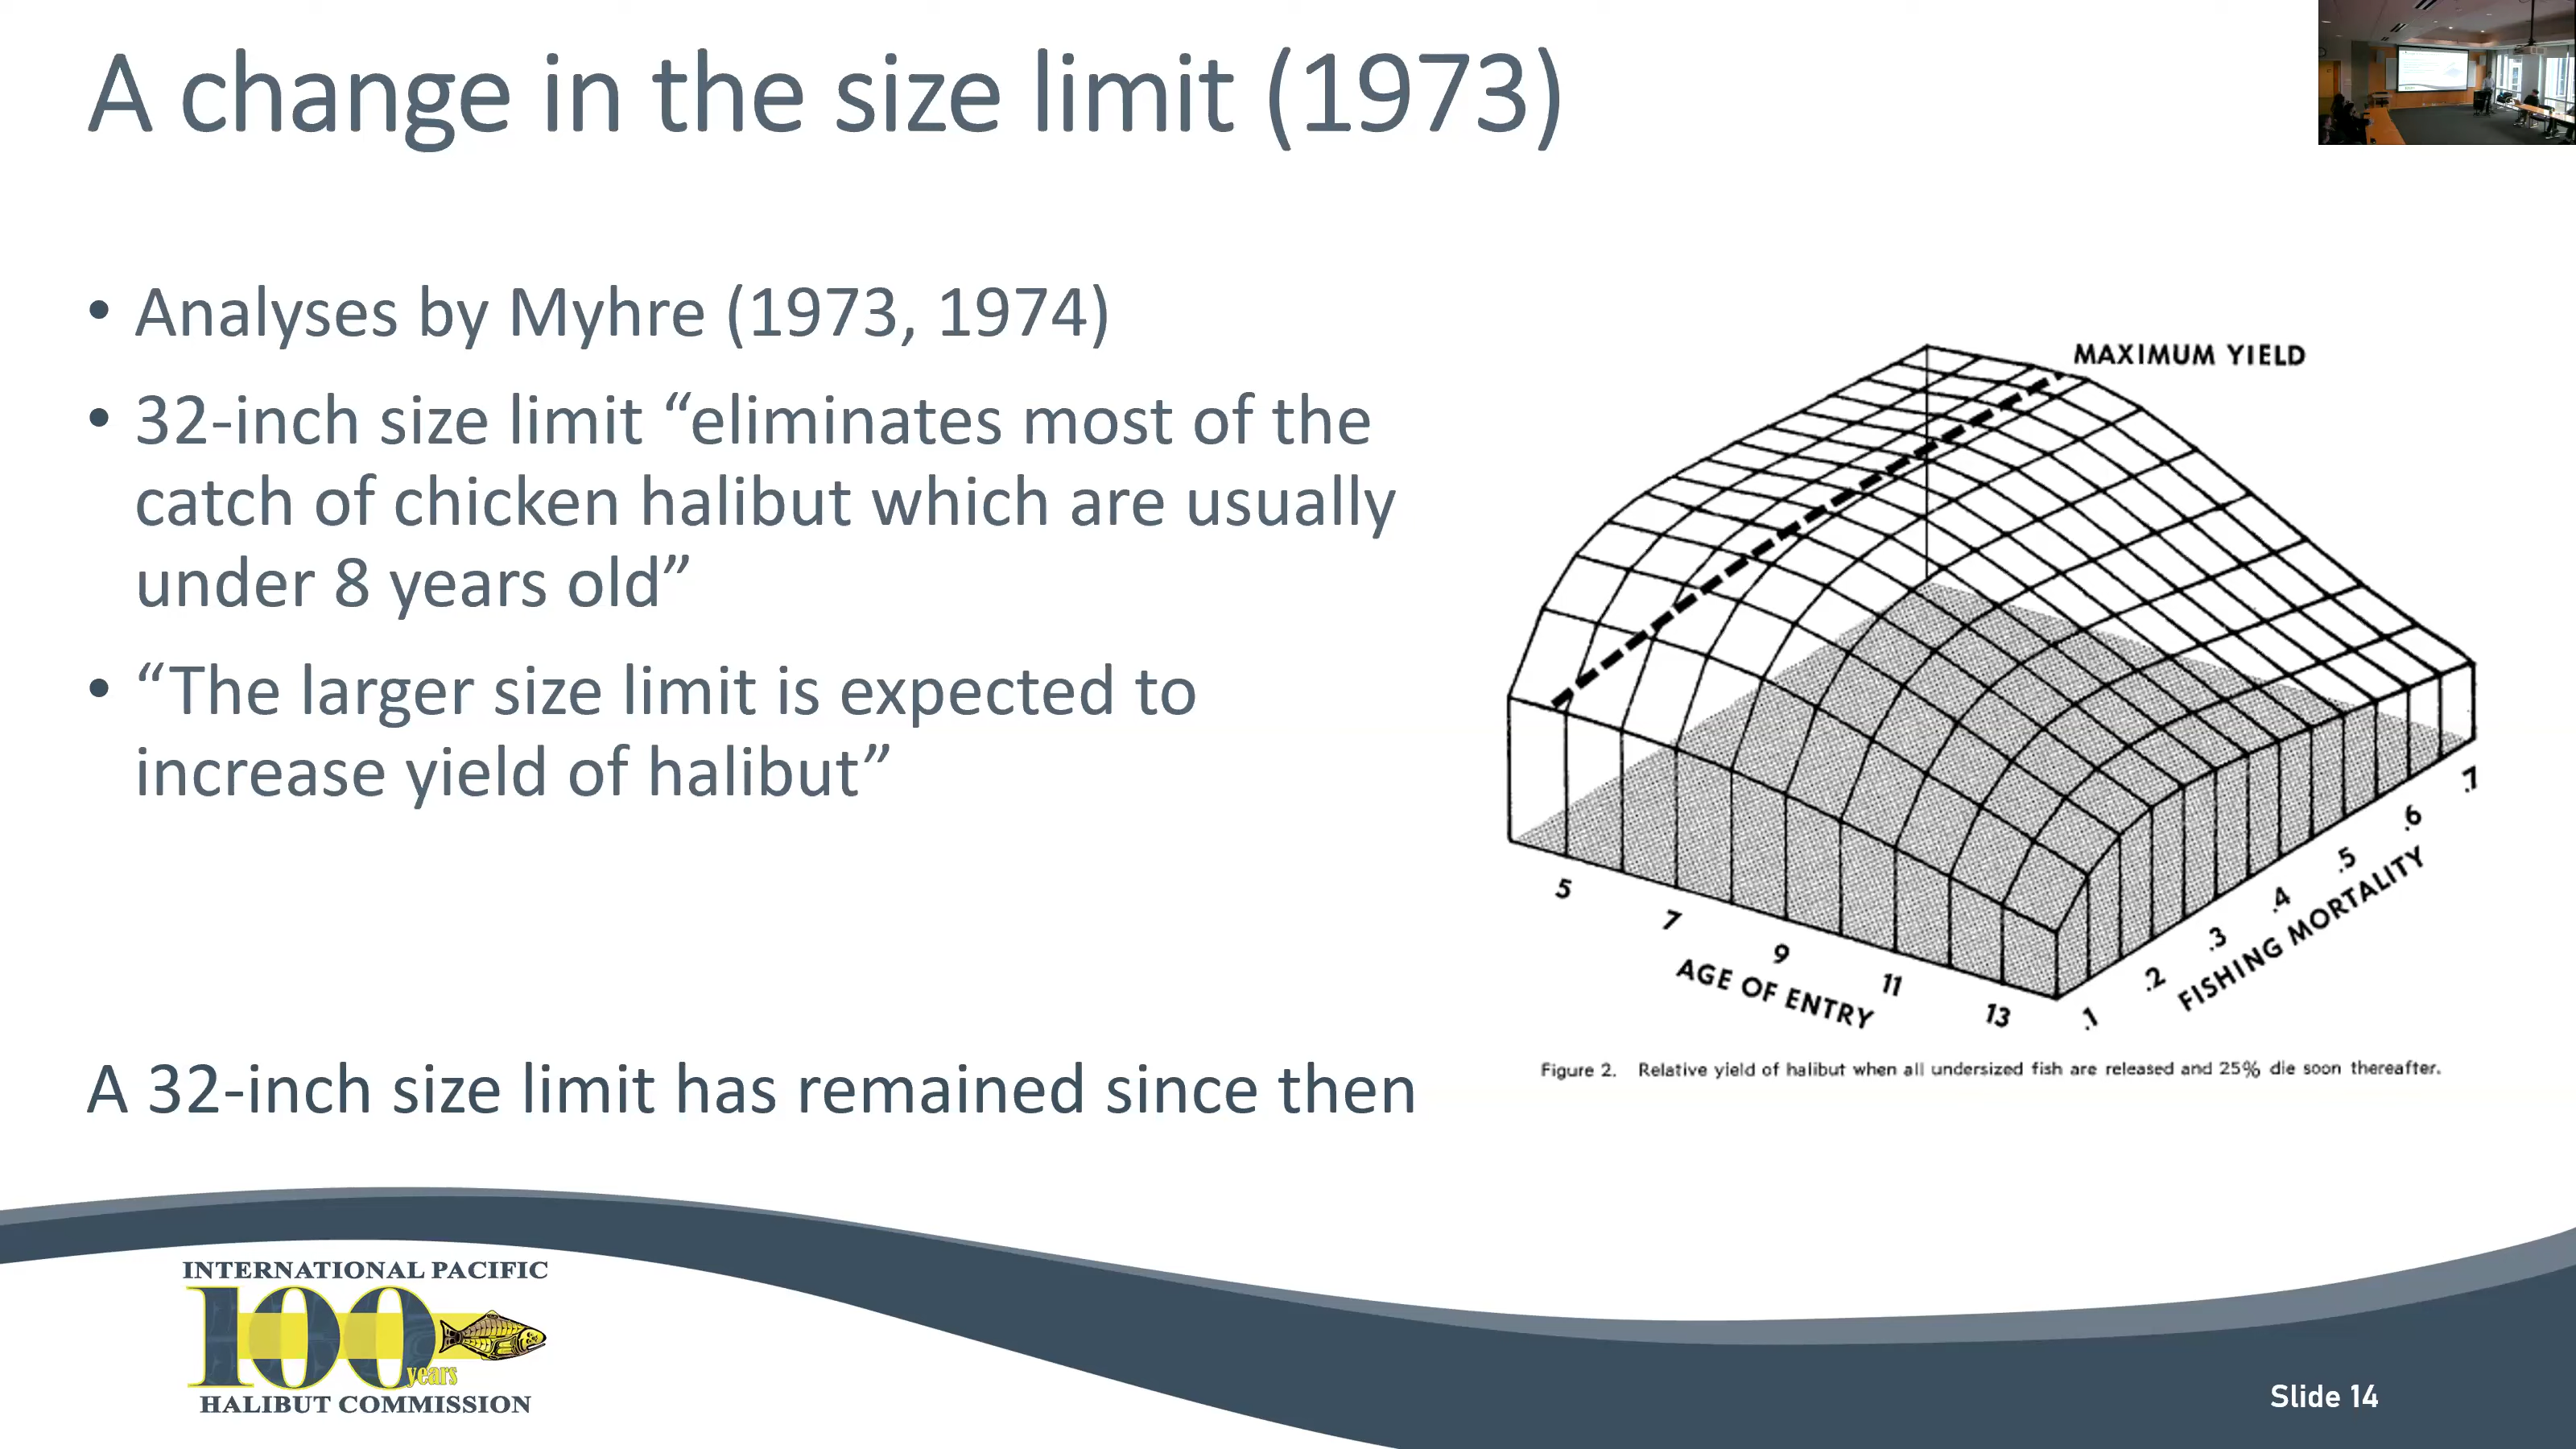 A change in the size limit (1973)
• Analyses by Myhre (1973, 1974)
• 32-inch size limit “eliminates most of the
catch of chicken halibut which are usually
under 8 years old”
• “The larger size limit is expected to
increase yield of halibut”
A 32-inch size limit has remained since then
MAXIMUM YIELD
5
7
9
11
13
AGE OF ENTRY
.1
.2
.3
.4
.5
.6
.7
FISHING MORTALITY
Figure 2. Relative yield of halibut when all undersized fish are released and 25% die soon thereafter.
INTERNATIONAL PACIFIC
100
years
HALIBUT COMMISSION
Slide 14